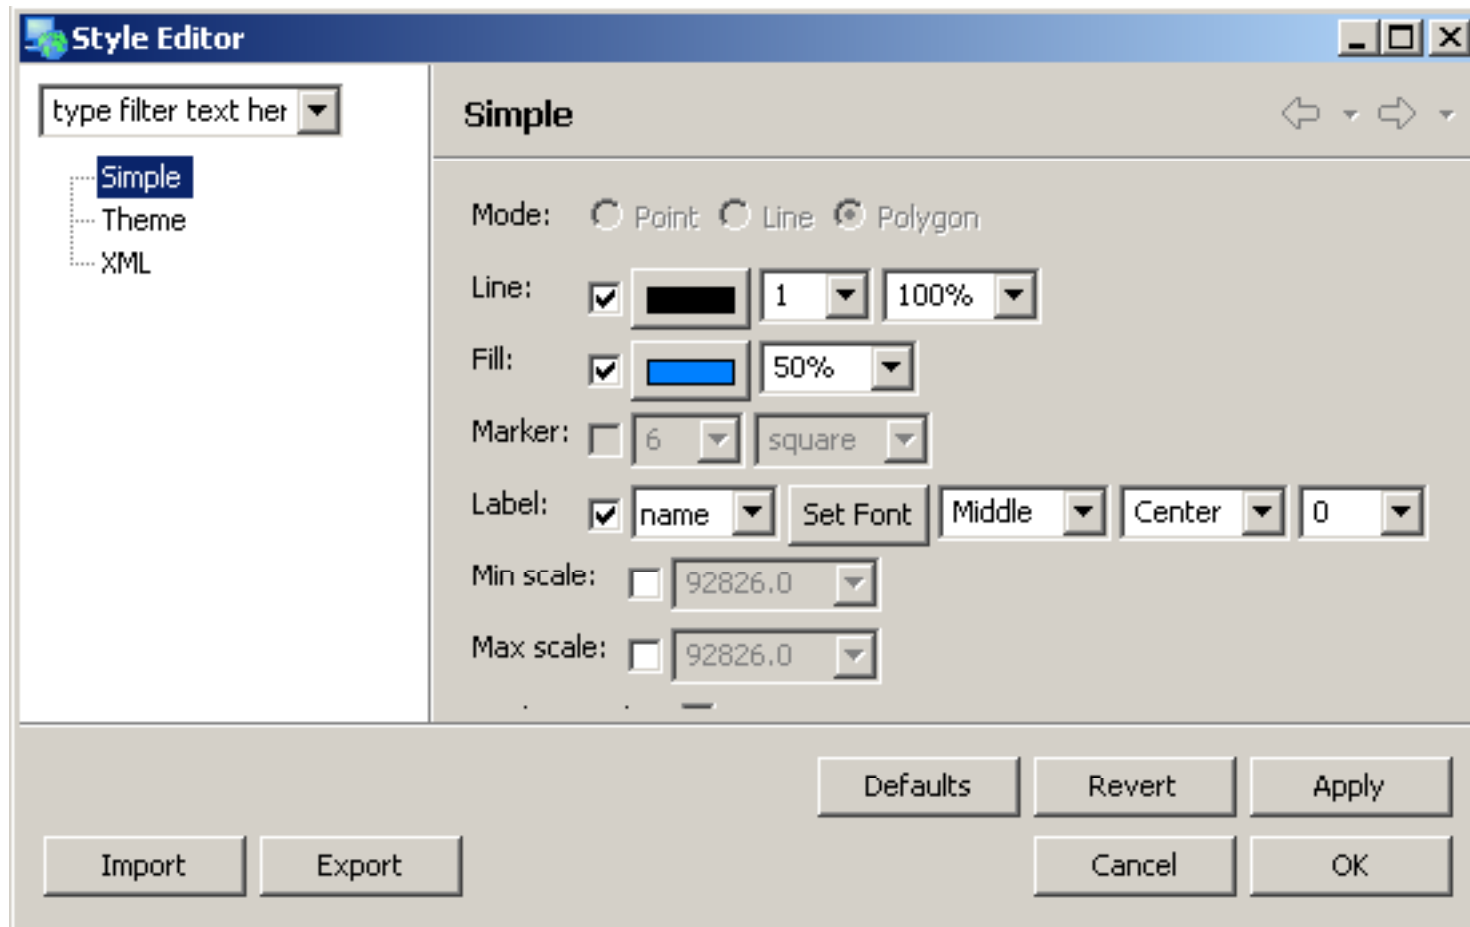 Style Editor
type filter text her
Simple
Theme
XML
Simple
Mode: Point Line Polygon
Line: 1 100%
Fill: 50%
Marker: 6 square
Label: name Set Font Middle Center 0
Min scale: 92826.0
Max scale: 92826.0
Defaults Revert Apply
Import Export Cancel OK